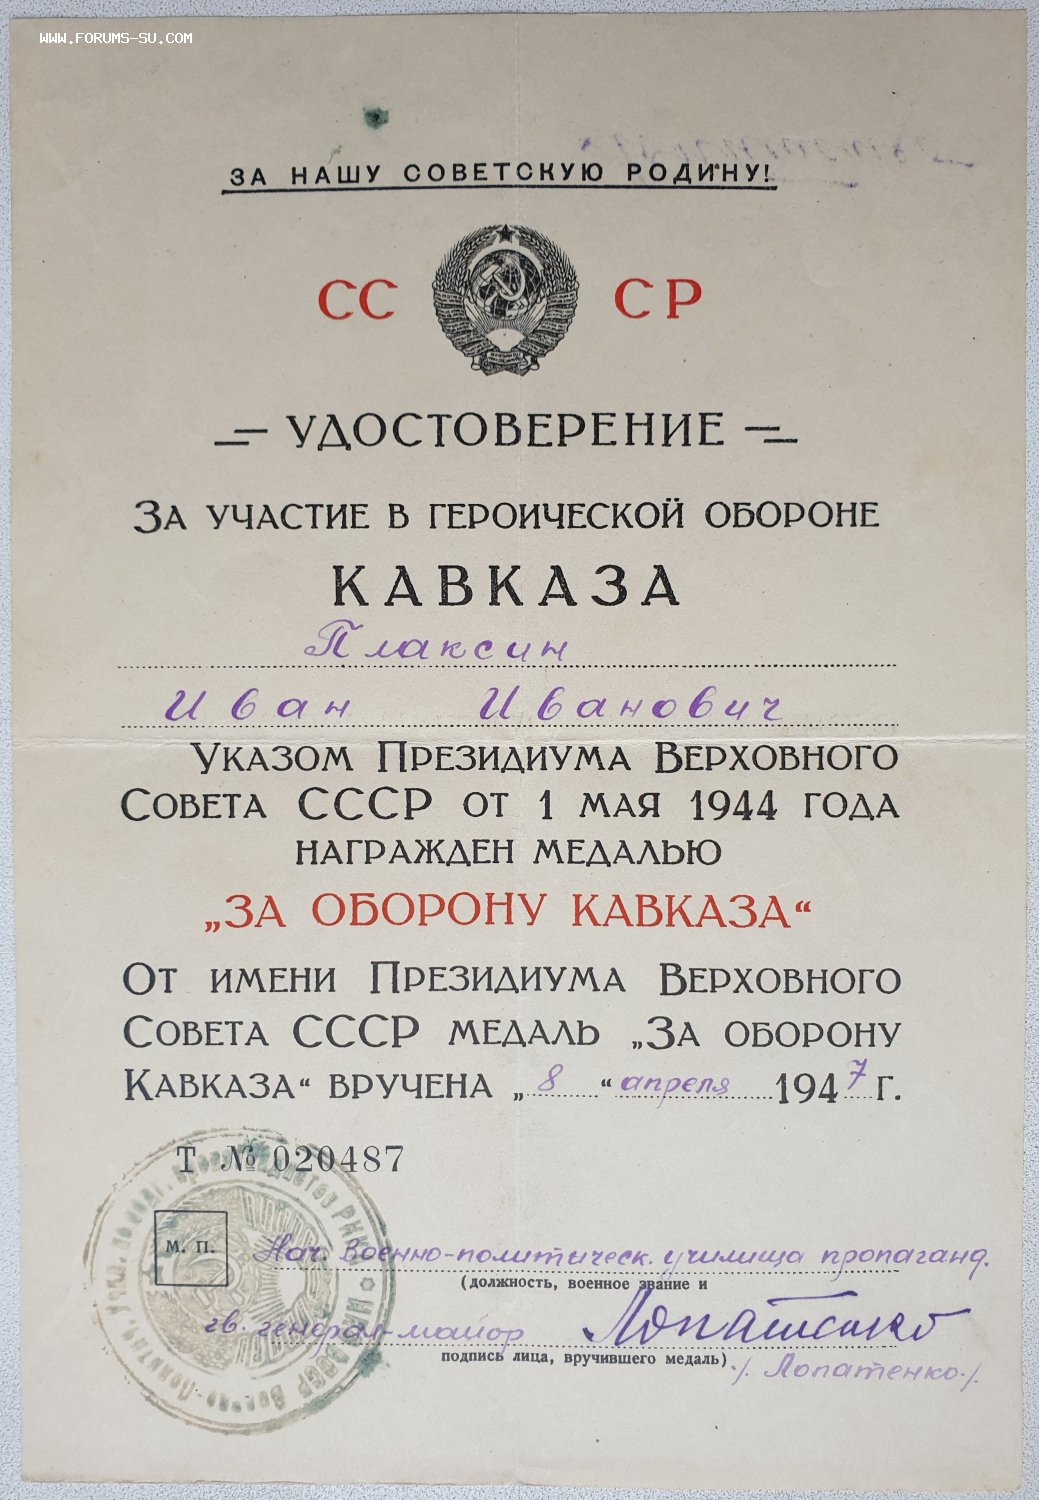 WWW.FORUMS-SU.COM
ЗА НАШУ СОВЕТСКУЮ РОДИНУ!
СС СР
УДОСТОВЕРЕНИЕ
ЗА УЧАСТИЕ В ГЕРОИЧЕСКОЙ ОБОРОНЕ
КАВКАЗА
Плаксин
Иван Иванович
УКАЗОМ ПРЕЗИДИУМА ВЕРХОВНОГО
СОВЕТА СССР ОТ 1 МАЯ 1944 ГОДА
НАГРАЖДЕН МЕДАЛЬЮ
„ЗА ОБОРОНУ КАВКАЗА“
ОТ ИМЕНИ ПРЕЗИДИУМА ВЕРХОВНОГО
СОВЕТА СССР МЕДАЛЬ „ЗА ОБОРОНУ
КАВКАЗА“ ВРУЧЕНА „8“ апреля 1947 Г.
Т № 020487
М. П.
Нач. Военно-политическ. училища пропаганд.
(должность, военное звание и
гв. генерал-майор Лопатенко
подпись лица, вручившего медаль)
./. Лопатенко./.